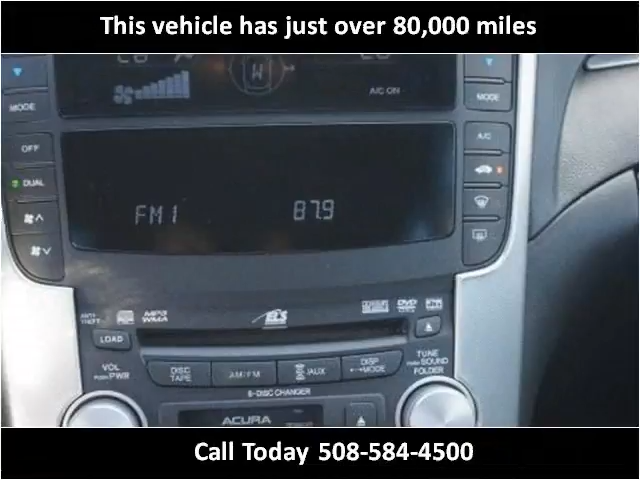 This vehicle has just over 80,000 miles
W
MODE
A/C ON
MODE
OFF
A/C
DUAL
FM1 87.9
ANTI THEFT
MP3 WMA
ELS
DVD
LOAD
VOL
PUSH PWR
DISC TAPE
AM/FM
/AUX
DISP MODE
TUNE
PUSH SOUND
FOLDER
6-DISC CHANGER
ACURA
Call Today 508-584-4500